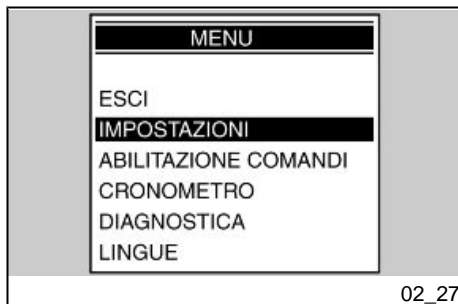 MENU
ESCI
IMPOSTAZIONI
ABILITAZIONE COMANDI
CRONOMETRO
DIAGNOSTICA
LINGUE
02_27